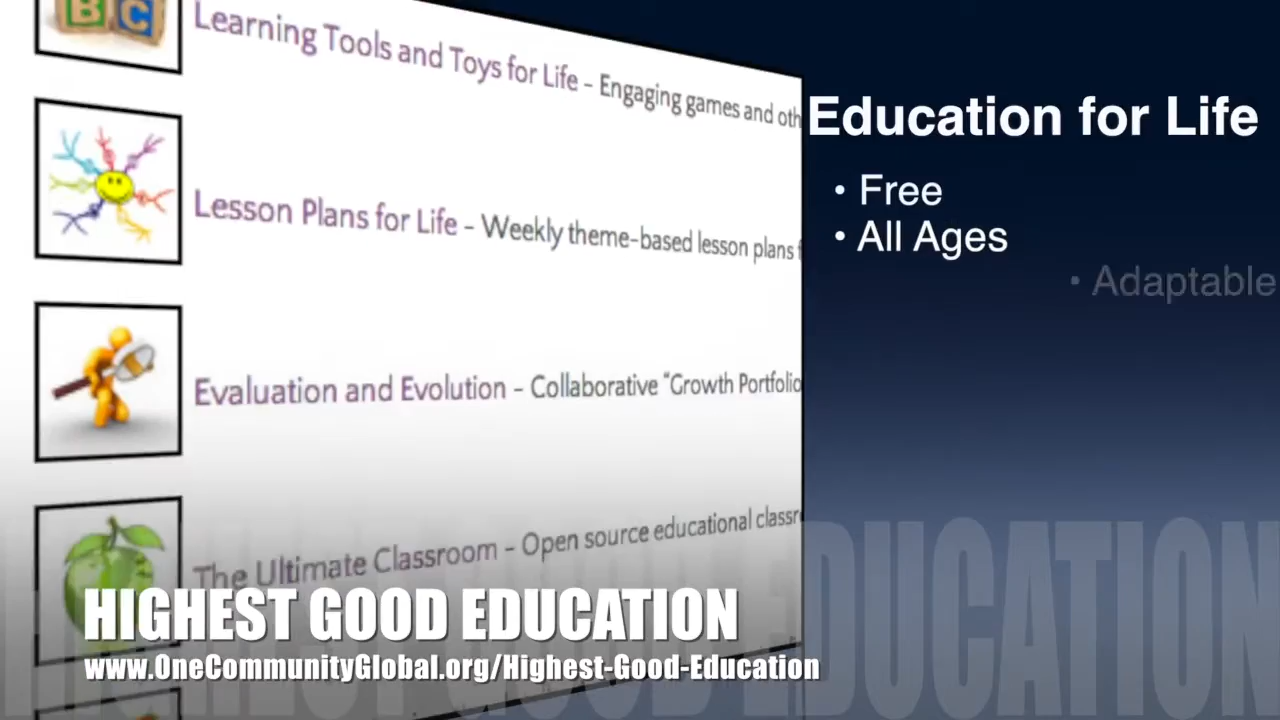 B C
Learning Tools and Toys for Life – Engaging games and oth
Lesson Plans for Life – Weekly theme-based lesson plans f
Evaluation and Evolution – Collaborative “Growth Portfolio
The Ultimate Classroom – Open source educational classr
Education for Life
• Free
• All Ages
• Adaptable
HIGHEST GOOD EDUCATION
HIGHEST GOOD EDUCATION
www.OneCommunityGlobal.org/Highest-Good-Education